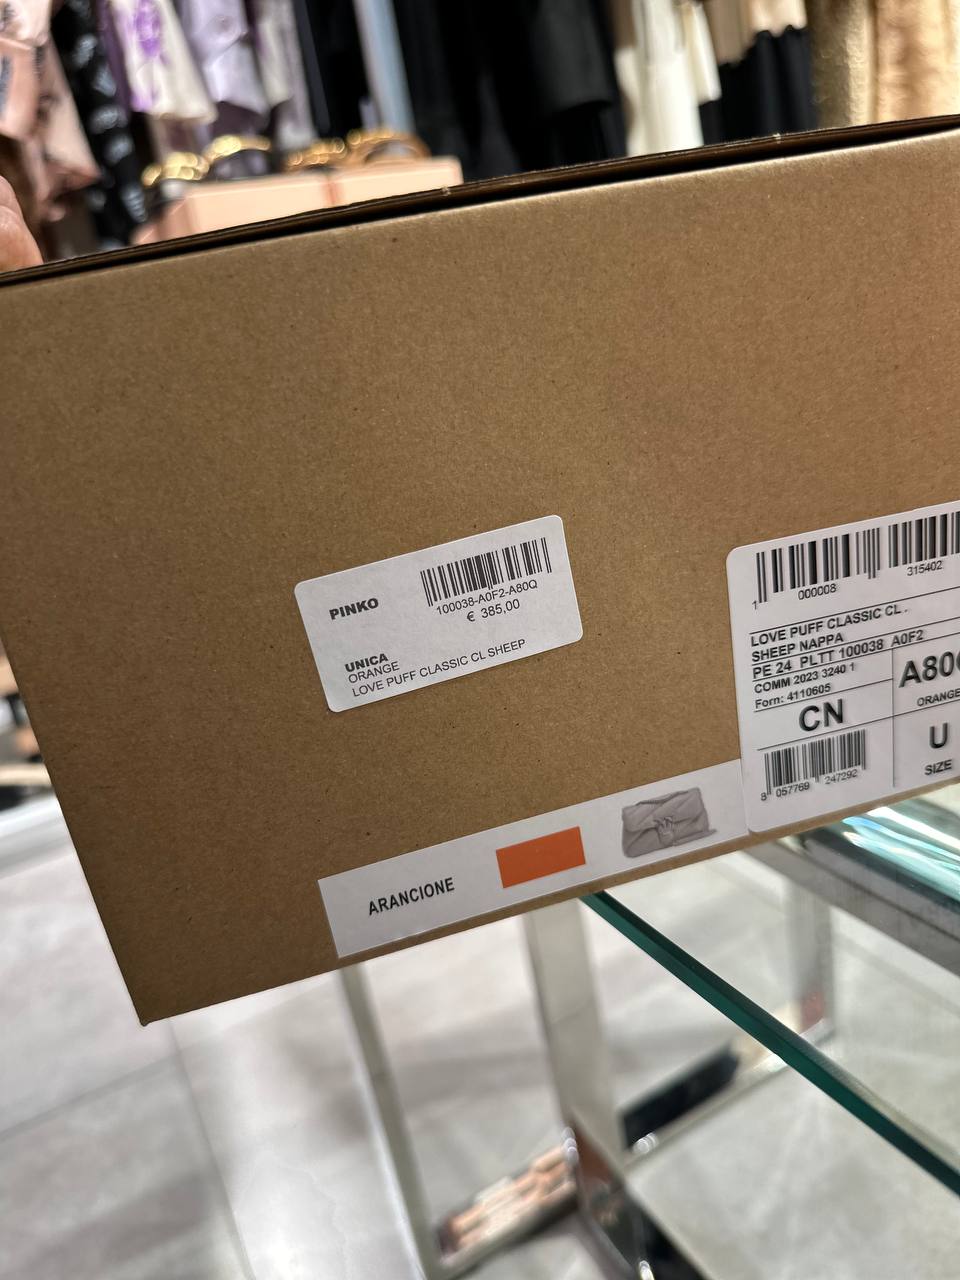 PINKO
100038-A0F2-A80Q
€ 385,00
UNICA
ORANGE
LOVE PUFF CLASSIC CL SHEEP
ARANCIONE
1 000008 315402
LOVE PUFF CLASSIC CL.
SHEEP NAPPA
PE 24 PLTT 100038 A0F2
COMM 2023 3240 1
Forn: 4110605
CN
8 057769 247292
ORANGE
U
SIZE